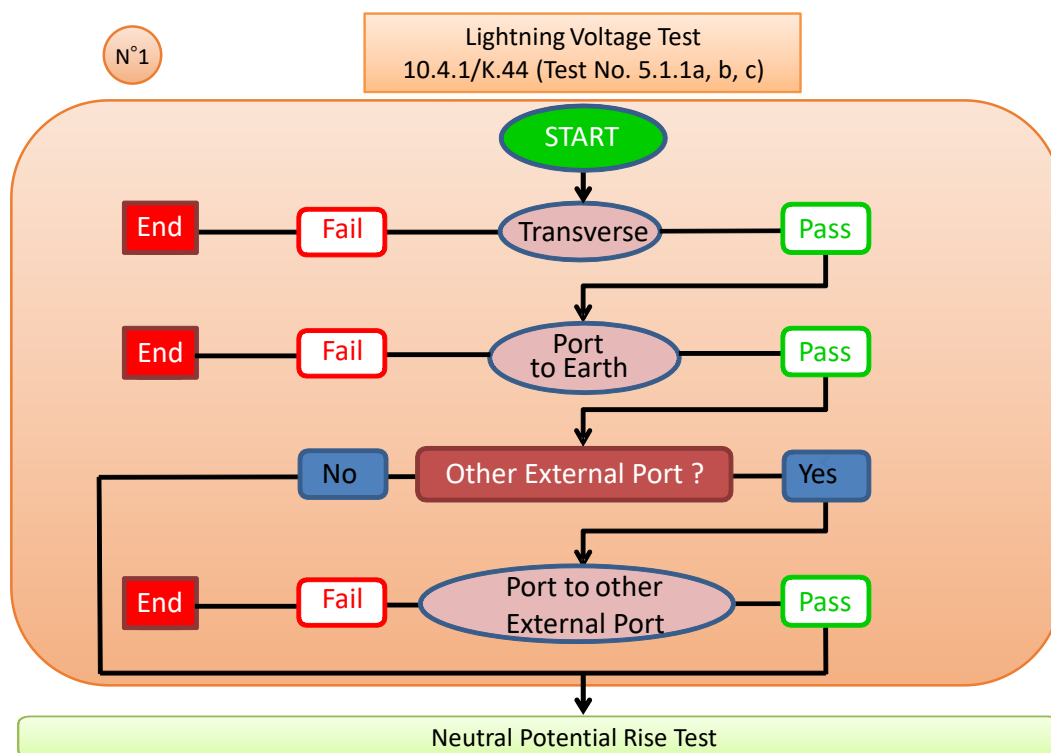 N°1
Lightning Voltage Test
10.4.1/K.44 (Test No. 5.1.1a, b, c)
START
End
Fail
Transverse
Pass
End
Fail
Port
to Earth
Pass
No
Other External Port ?
Yes
End
Fail
Port to other
External Port
Pass
Neutral Potential Rise Test